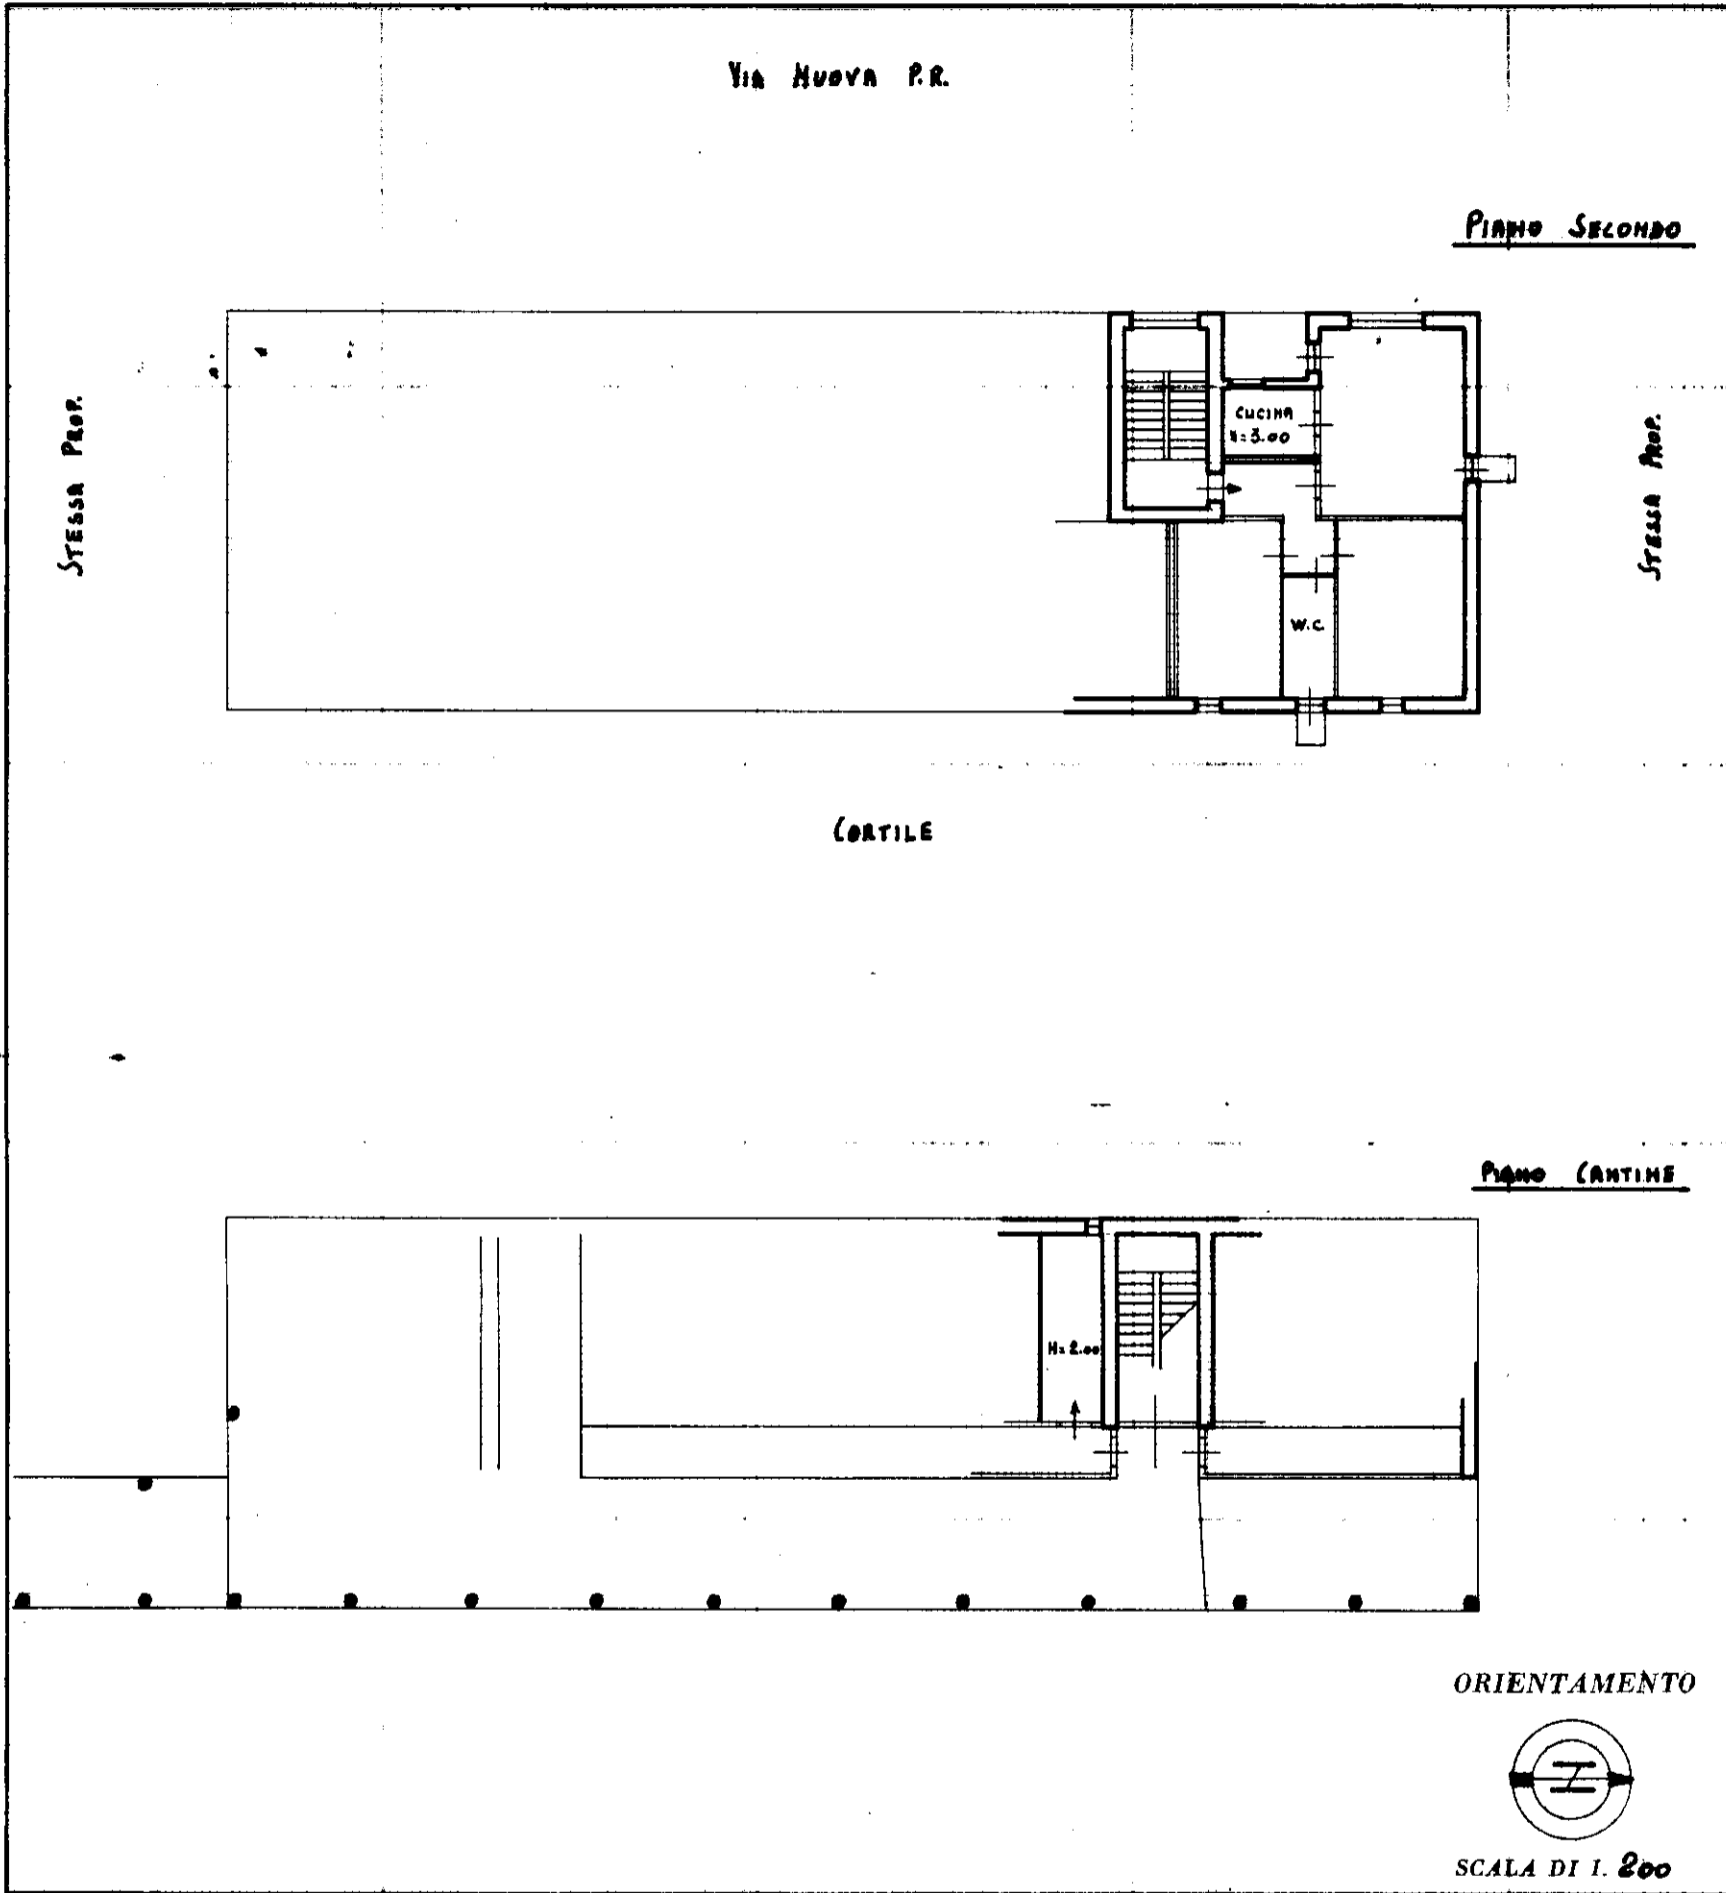 VIA NUOVA P.R.
PIANO SECONDO
STESSA PROP.
STESSA PROP.
CUCINA
H=3.00
W.C.
CORTILE
PIANO CANTINE
H=2.00
ORIENTAMENTO
N
SCALA DI 1. 200